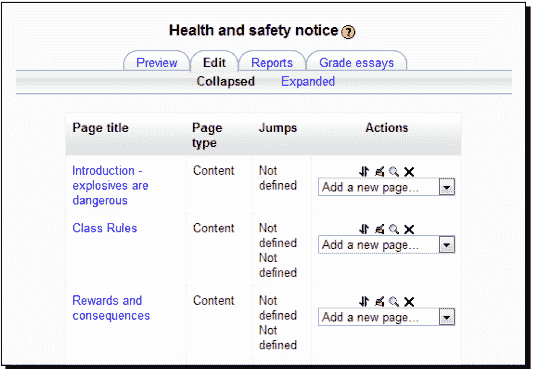 Health and safety notice
Preview Edit Reports Grade essays
Collapsed Expanded
Page title Page type Jumps Actions
Introduction -
explosives are
dangerous
Content
Not
defined
Add a new page...
Class Rules
Content
Not
defined
Not
defined
Add a new page...
Rewards and
consequences
Content
Not
defined
Not
defined
Add a new page...